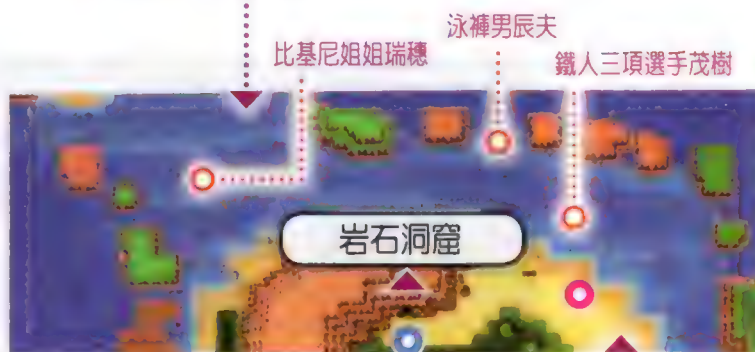 泳褲男辰夫
比基尼姐姐瑞穗
鐵人三項選手茂樹
岩石洞窟